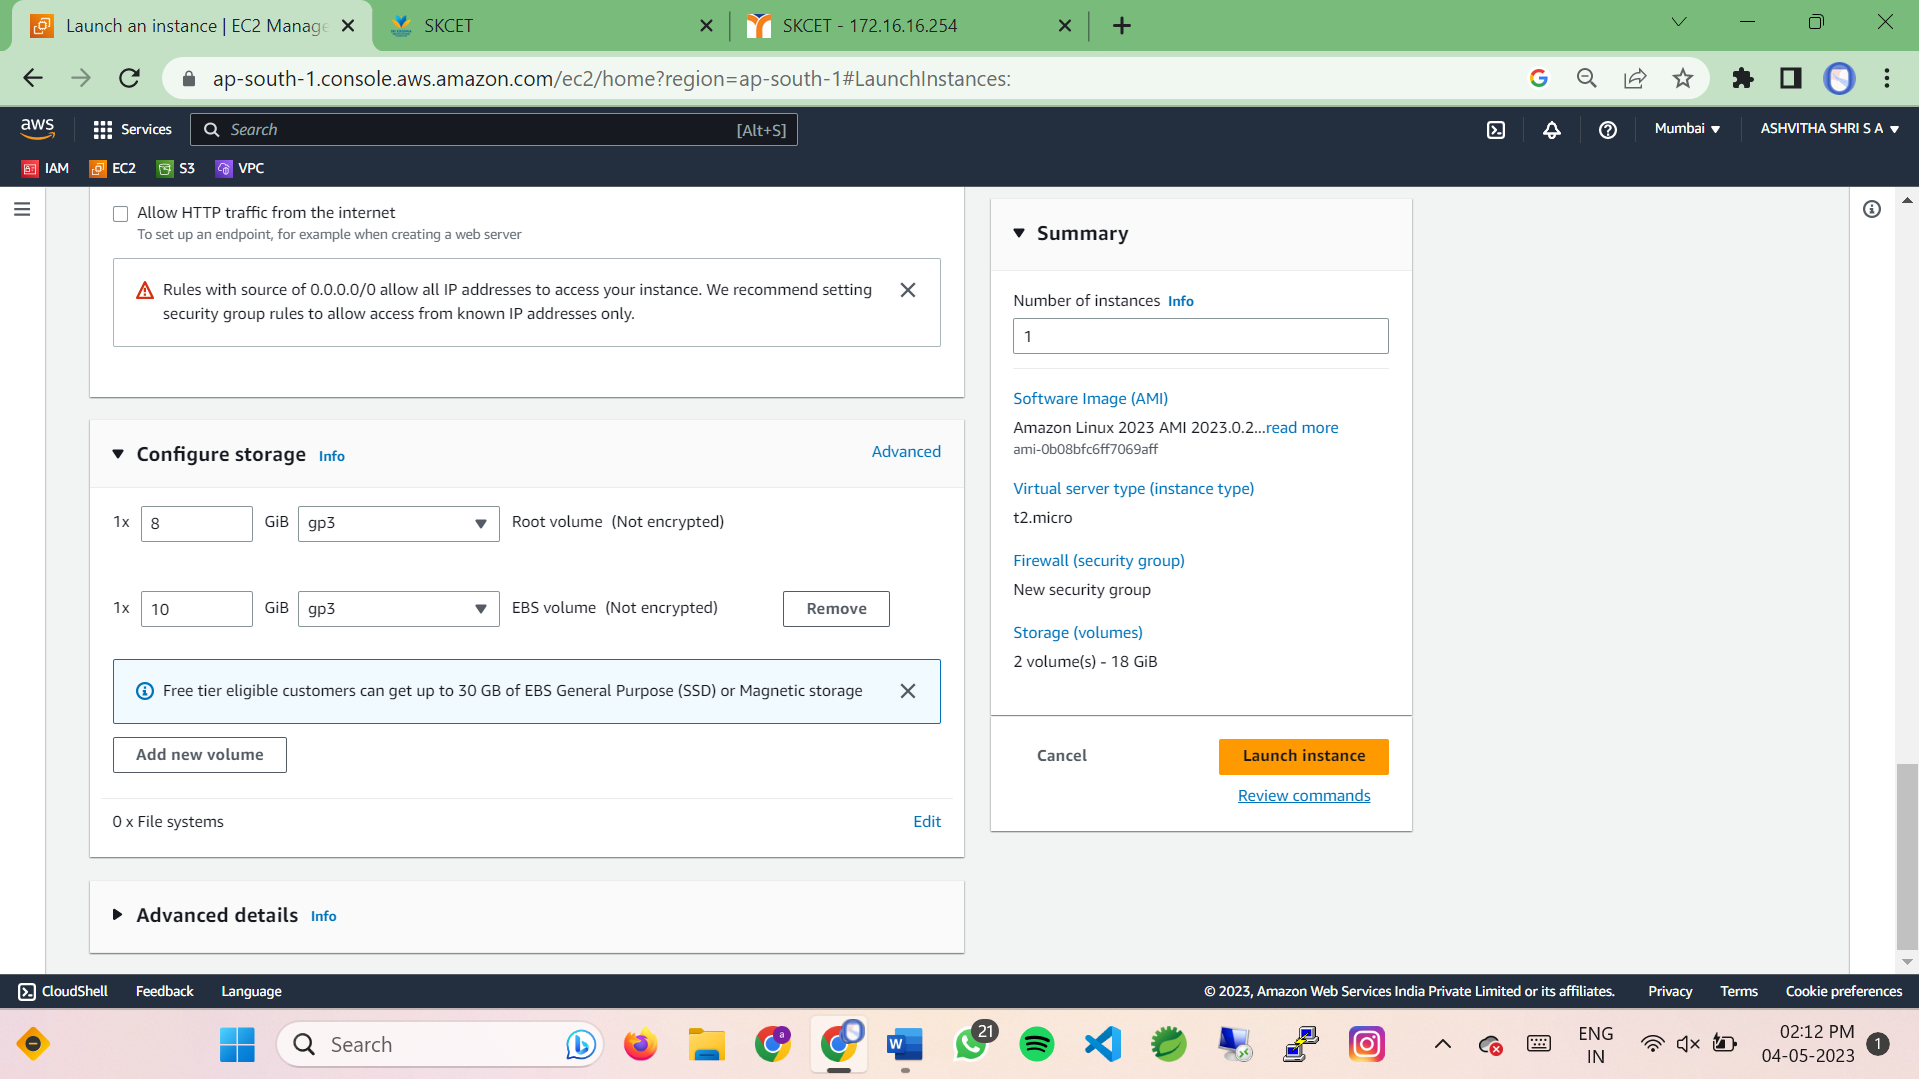 Launch an instance | EC2 Manage
SKCET
SKCET - 172.16.16.254
ap-south-1.console.aws.amazon.com/ec2/home?region=ap-south-1#LaunchInstances:
aws
Services
Search
[Alt+S]
Mumbai
ASHVITHA SHRI S A
IAM
EC2
S3
VPC
Allow HTTP traffic from the internet
To set up an endpoint, for example when creating a web server
Rules with source of 0.0.0.0/0 allow all IP addresses to access your instance. We recommend setting
security group rules to allow access from known IP addresses only.
Configure storage Info
Advanced
1x 8 GiB gp3 Root volume (Not encrypted)
1x 10 GiB gp3 EBS volume (Not encrypted) Remove
Free tier eligible customers can get up to 30 GB of EBS General Purpose (SSD) or Magnetic storage
Add new volume
0 x File systems
Edit
Advanced details Info
Summary
Number of instances Info
1
Software Image (AMI)
Amazon Linux 2023 AMI 2023.0.2...read more
ami-0b08bfc6ff7069aff
Virtual server type (instance type)
t2.micro
Firewall (security group)
New security group
Storage (volumes)
2 volume(s) - 18 GiB
Cancel
Launch instance
Review commands
CloudShell
Feedback
Language
© 2023, Amazon Web Services India Private Limited or its affiliates.
Privacy
Terms
Cookie preferences
Search
a
W
21
ENG
IN
02:12 PM
04-05-2023
1